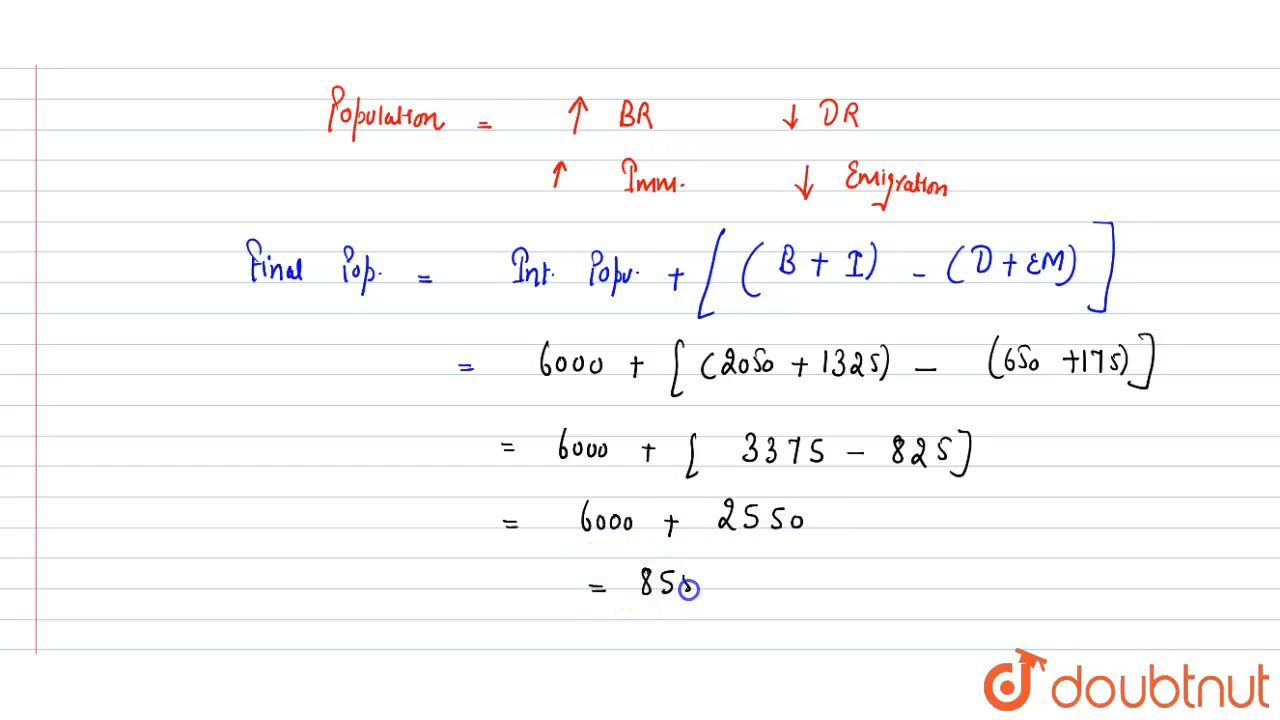 Population = ↑ BR ↓ DR
↑ Imm. ↓ Emigration
Final Pop. = Int. Popu. + [(B + I) - (D + EM)]
= 6000 + [(2050 + 1325) - (650 + 175)]
= 6000 + [3375 - 825]
= 6000 + 2550
= 855
doubtnut